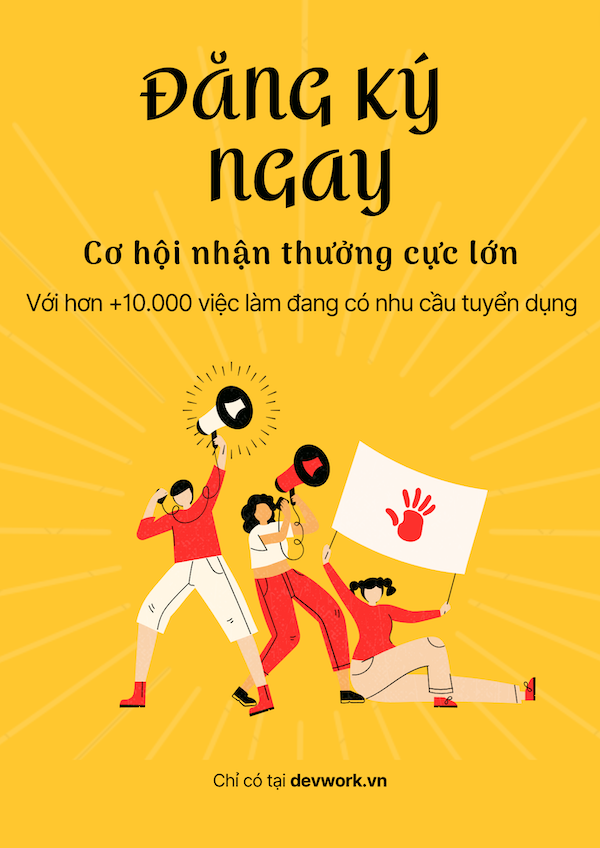 ĐĂNG KÝ
NGAY
Cơ hội nhận thưởng cực lớn
Với hơn +10.000 việc làm đang có nhu cầu tuyển dụng
Chỉ có tại devwork.vn